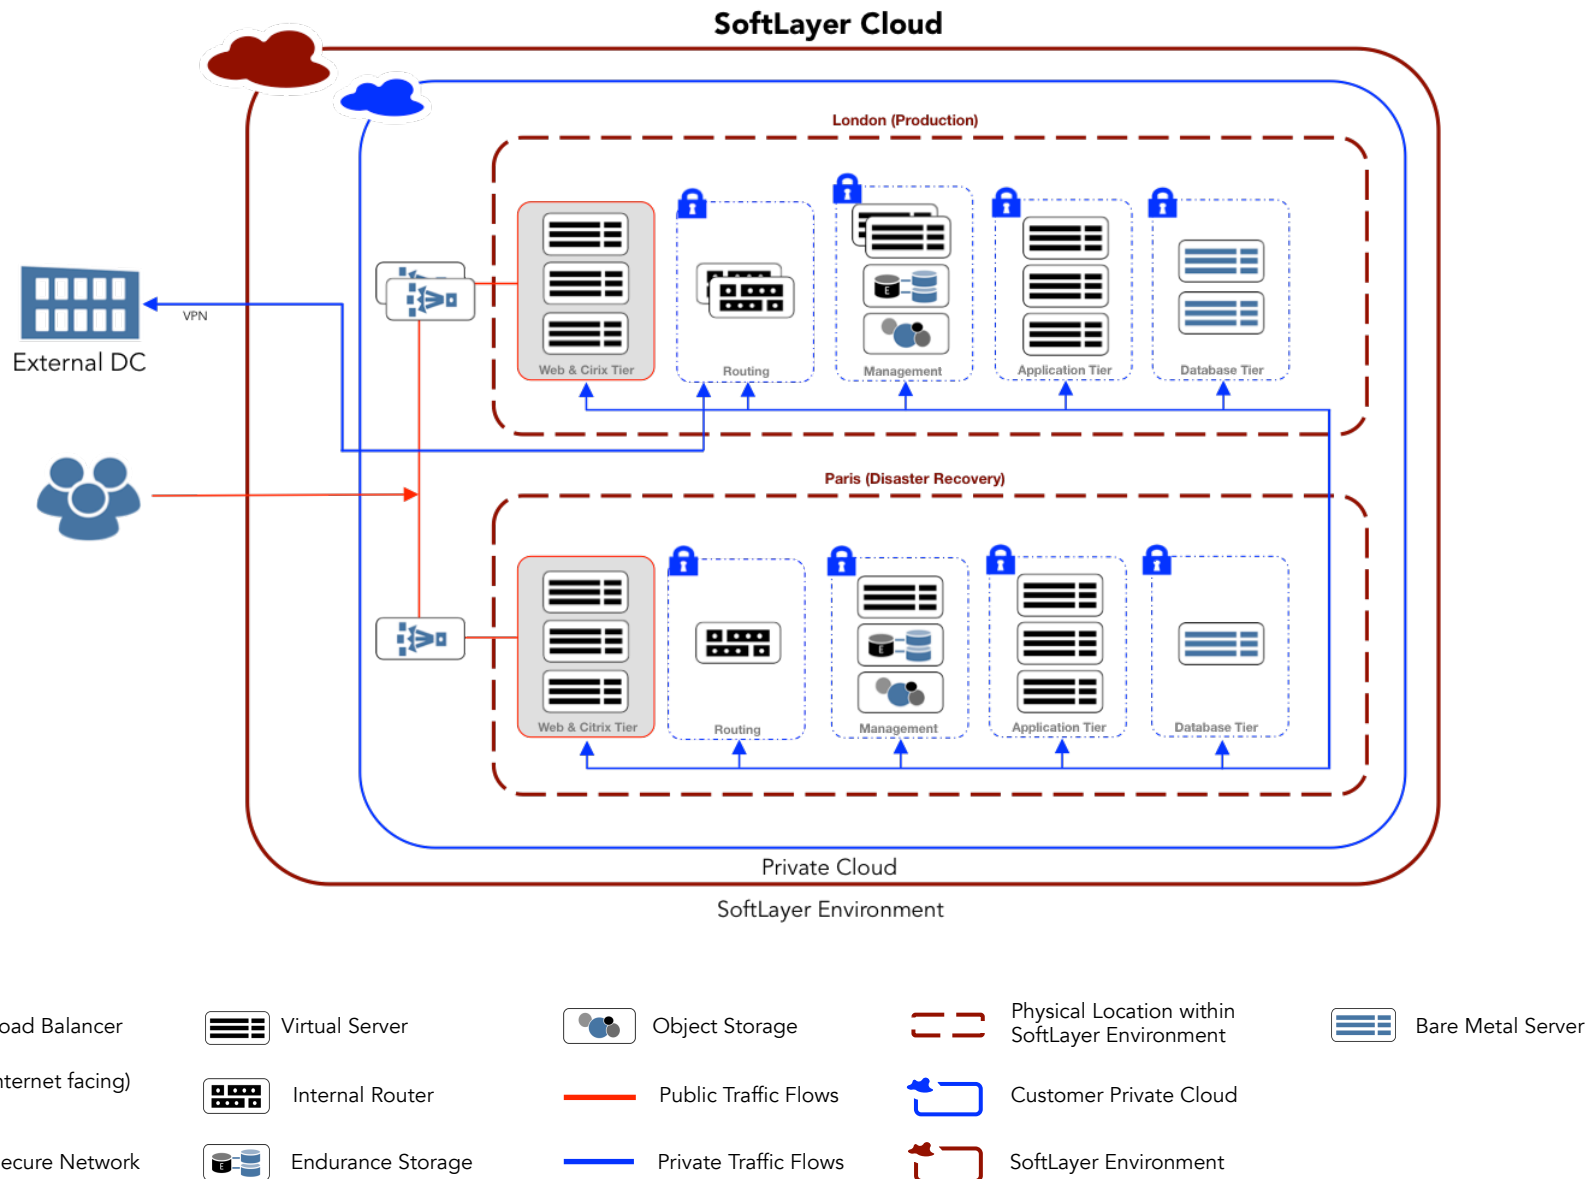 SoftLayer Cloud
London (Production)
Web & Cirix Tier
Routing
Management
Application Tier
Database Tier
VPN
External DC
Paris (Disaster Recovery)
Web & Citrix Tier
Routing
Management
Application Tier
Database Tier
Private Cloud
SoftLayer Environment
oad Balancer
Virtual Server
Object Storage
Physical Location within
SoftLayer Environment
Bare Metal Server
nternet facing)
Internal Router
Public Traffic Flows
Customer Private Cloud
ecure Network
E
Endurance Storage
Private Traffic Flows
SoftLayer Environment